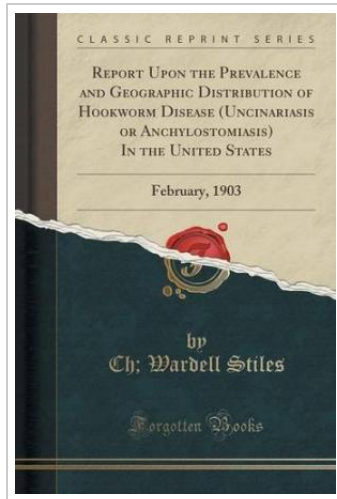 CLASSIC REPRINT SERIES
REPORT UPON THE PREVALENCE
AND GEOGRAPHIC DISTRIBUTION OF
HOOKWORM DISEASE (UNCINARIASIS
OR ANCHYLOSTOMIASIS)
IN THE UNITED STATES
February, 1903
by
Ch; Wardell Stiles
Forgotten Books